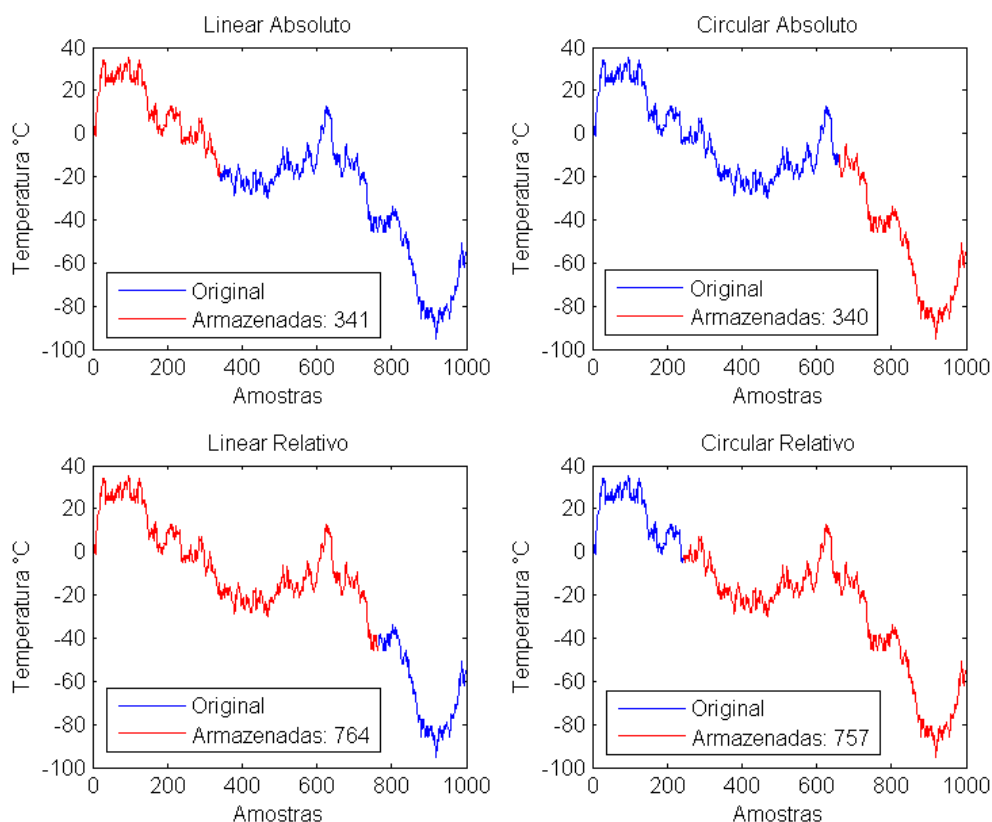 Linear Absoluto
Temperatura °C
40
20
0
-20
-40
-60
-80
-100
Original
Armazenadas: 341
0
200
400
600
800
1000
Amostras
Circular Absoluto
Temperatura °C
40
20
0
-20
-40
-60
-80
-100
Original
Armazenadas: 340
0
200
400
600
800
1000
Amostras
Linear Relativo
Temperatura °C
40
20
0
-20
-40
-60
-80
-100
Original
Armazenadas: 764
0
200
400
600
800
1000
Amostras
Circular Relativo
Temperatura °C
40
20
0
-20
-40
-60
-80
-100
Original
Armazenadas: 757
0
200
400
600
800
1000
Amostras